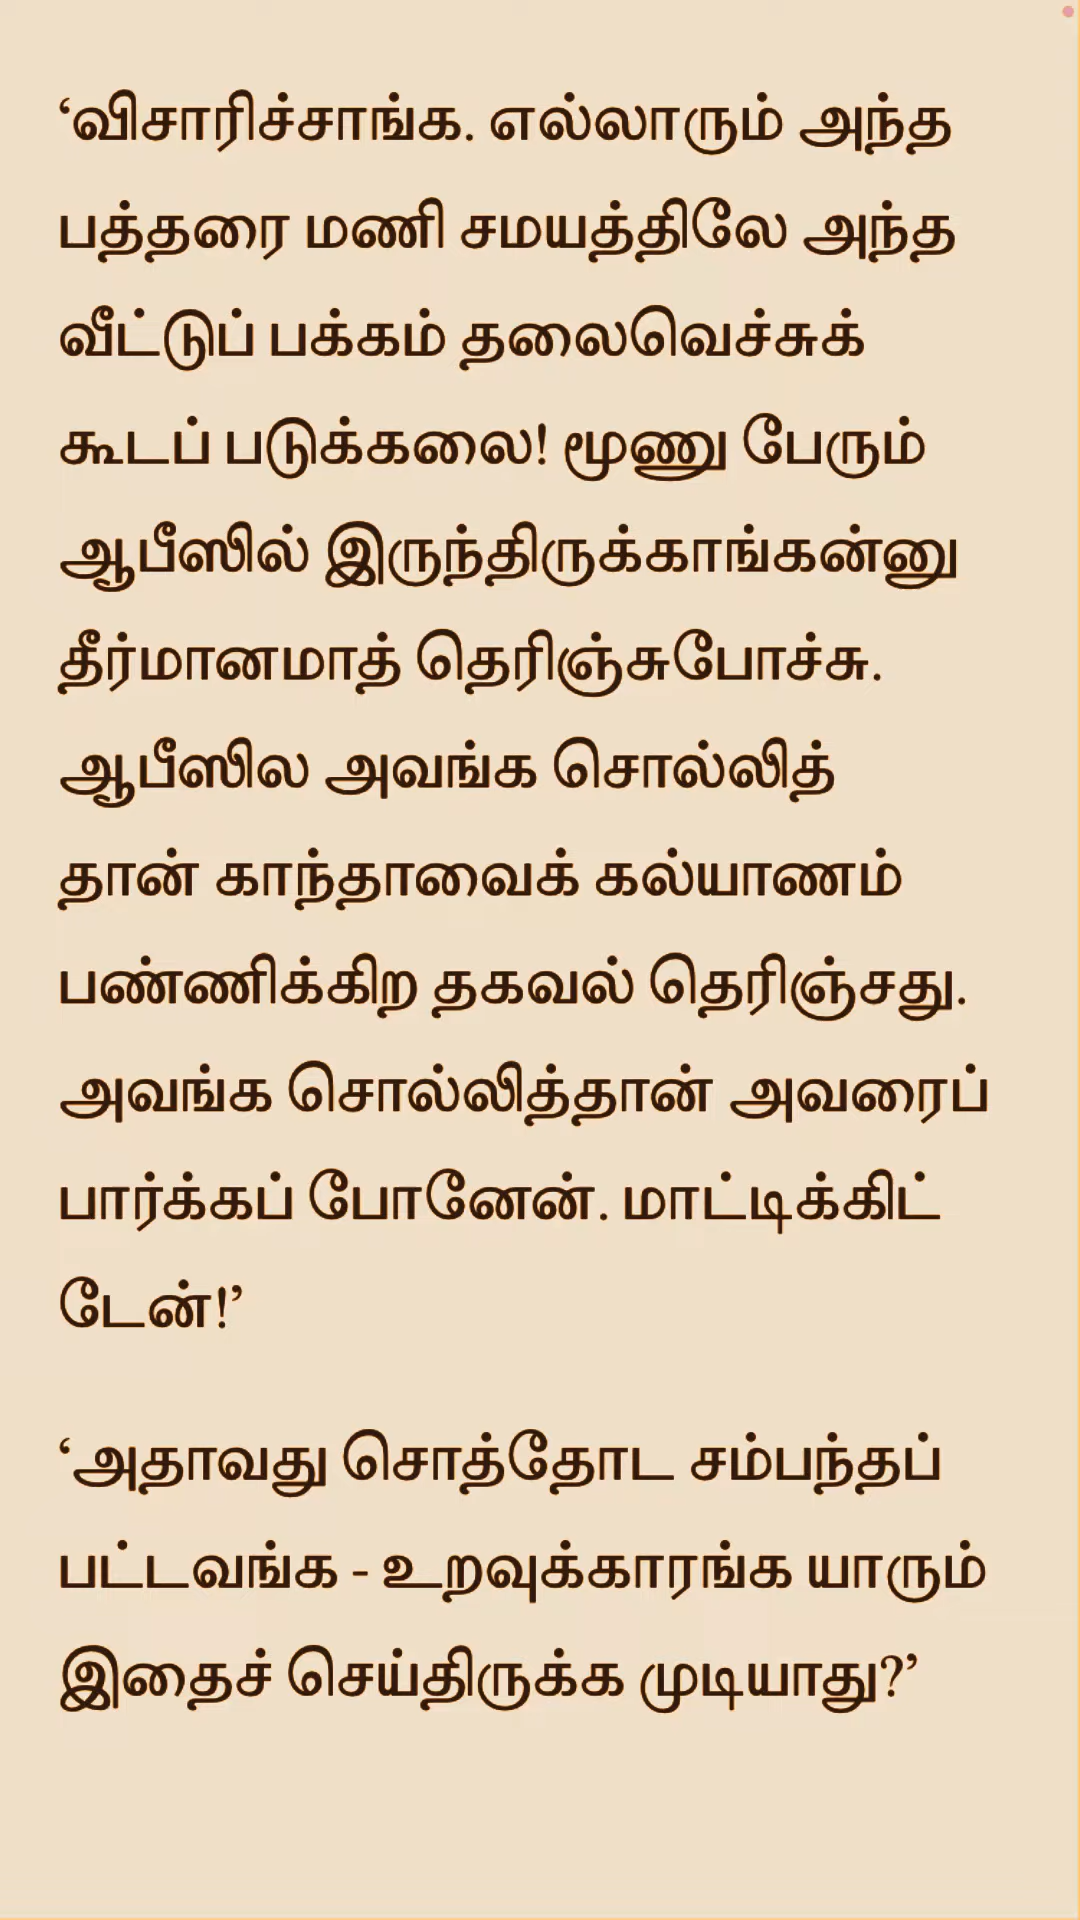 ‘விசாரிச்சாங்க. எல்லாரும் அந்த
பத்தரை மணி சமயத்திலே அந்த
வீட்டுப் பக்கம் தலைவெச்சுக்
கூடப் படுக்கலை! மூணு பேரும்
ஆபீஸில் இருந்திருக்காங்கன்னு
தீர்மானமாத் தெரிஞ்சுபோச்சு.
ஆபீஸில அவங்க சொல்லித்
தான் காந்தாவைக் கல்யாணம்
பண்ணிக்கிற தகவல் தெரிஞ்சது.
அவங்க சொல்லித்தான் அவரைப்
பார்க்கப் போனேன். மாட்டிக்கிட்
டேன்!’
‘அதாவது சொத்தோட சம்பந்தப்
பட்டவங்க - உறவுக்காரங்க யாரும்
இதைச் செய்திருக்க முடியாது?’